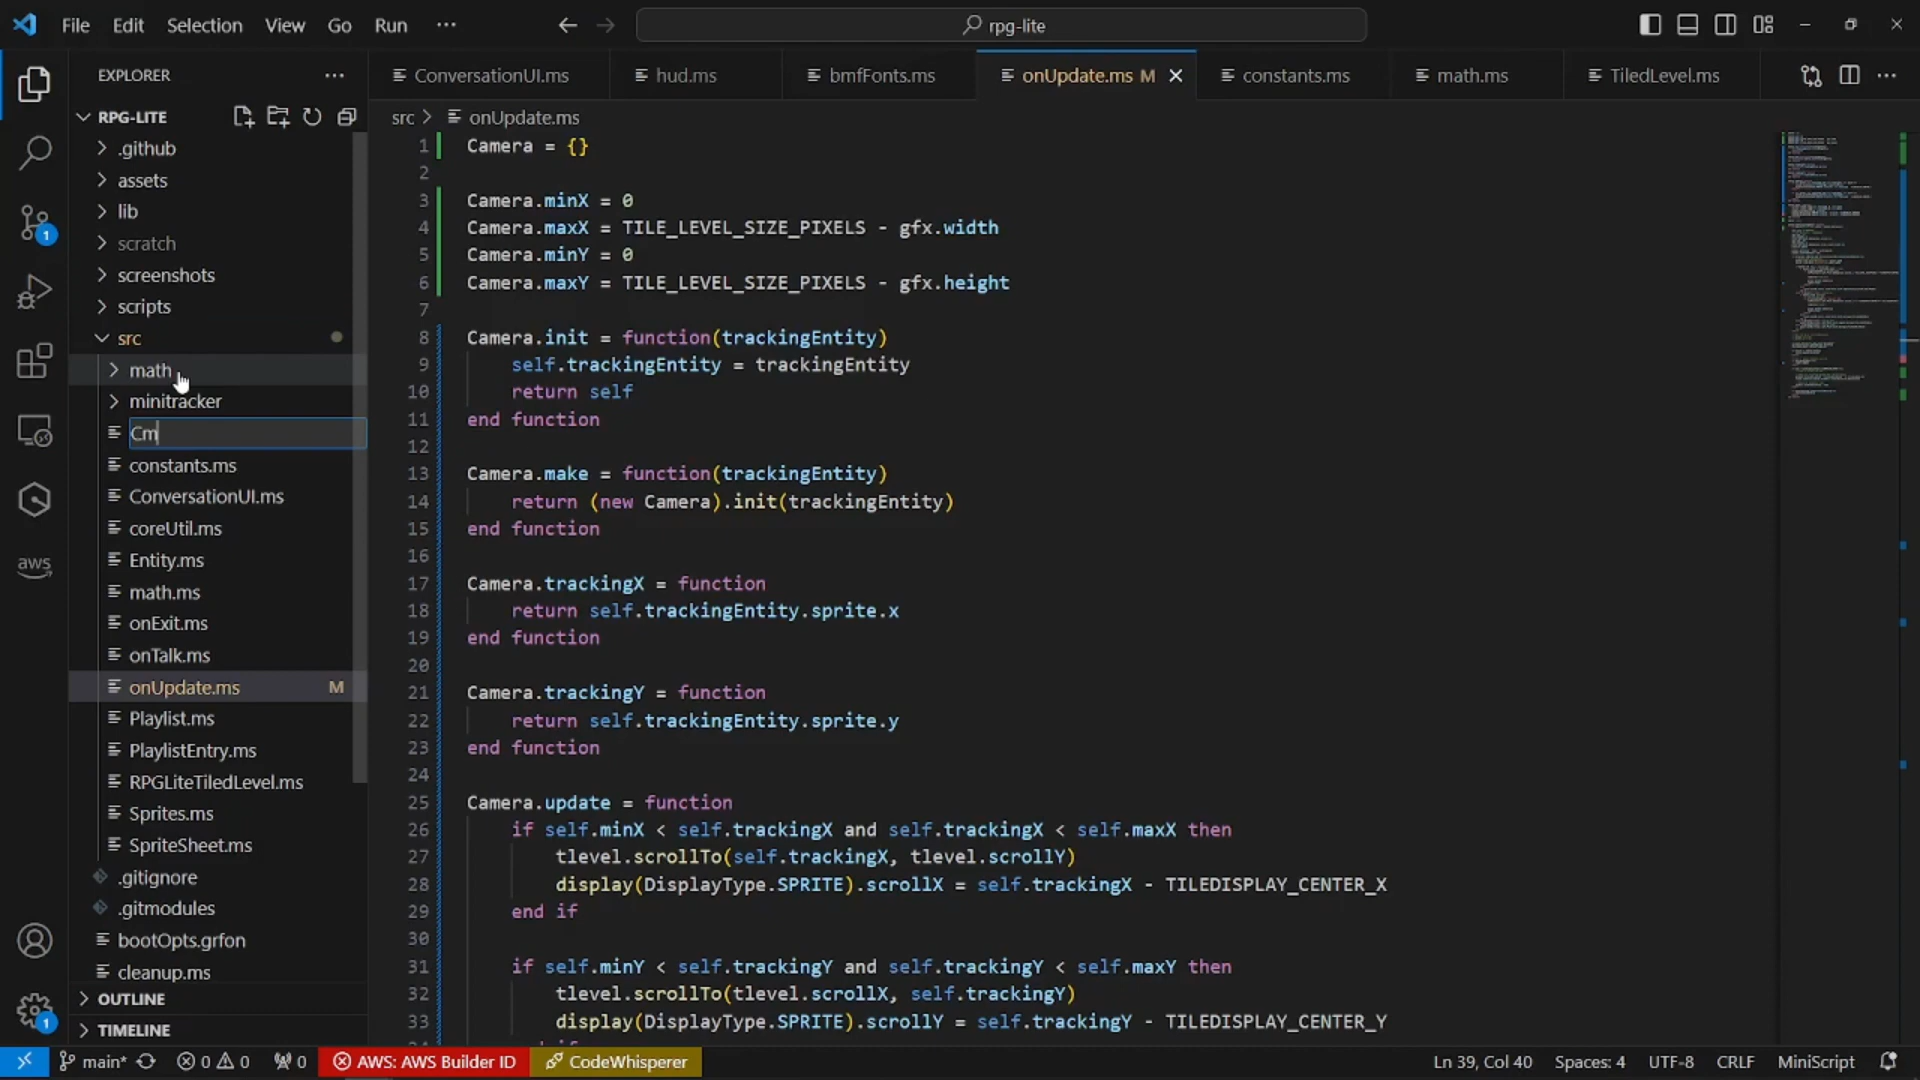 File Edit Selection View Go Run ··· rpg-lite
EXPLORER ···
ConversationUI.ms hud.ms bmfFonts.ms onUpdate.ms M constants.ms math.ms TiledLevel.ms ···
RPG-LITE
.github
assets
lib
scratch
screenshots
scripts
src
math
minitracker
Cm
constants.ms
ConversationUI.ms
coreUtil.ms
Entity.ms
math.ms
onExit.ms
onTalk.ms
onUpdate.ms M
Playlist.ms
PlaylistEntry.ms
RPGLiteTiledLevel.ms
Sprites.ms
SpriteSheet.ms
.gitignore
.gitmodules
bootOpts.grfon
cleanup.ms
OUTLINE
TIMELINE
1
aws
1
src > onUpdate.ms
1 Camera = {}
2
3 Camera.minX = 0
4 Camera.maxX = TILE_LEVEL_SIZE_PIXELS - gfx.width
5 Camera.minY = 0
6 Camera.maxY = TILE_LEVEL_SIZE_PIXELS - gfx.height
7
8 Camera.init = function(trackingEntity)
9 self.trackingEntity = trackingEntity
10 return self
11 end function
12
13 Camera.make = function(trackingEntity)
14 return (new Camera).init(trackingEntity)
15 end function
16
17 Camera.trackingX = function
18 return self.trackingEntity.sprite.x
19 end function
20
21 Camera.trackingY = function
22 return self.trackingEntity.sprite.y
23 end function
24
25 Camera.update = function
26 if self.minX < self.trackingX and self.trackingX < self.maxX then
27 tlevel.scrollTo(self.trackingX, tlevel.scrollY)
28 display(DisplayType.SPRITE).scrollX = self.trackingX - TILEDISPLAY_CENTER_X
29 end if
30
31 if self.minY < self.trackingY and self.trackingY < self.maxY then
32 tlevel.scrollTo(tlevel.scrollX, self.trackingY)
33 display(DisplayType.SPRITE).scrollY = self.trackingY - TILEDISPLAY_CENTER_Y
main* 0 0 0 AWS: AWS Builder ID CodeWhisperer Ln 39, Col 40 Spaces: 4 UTF-8 CRLF MiniScript